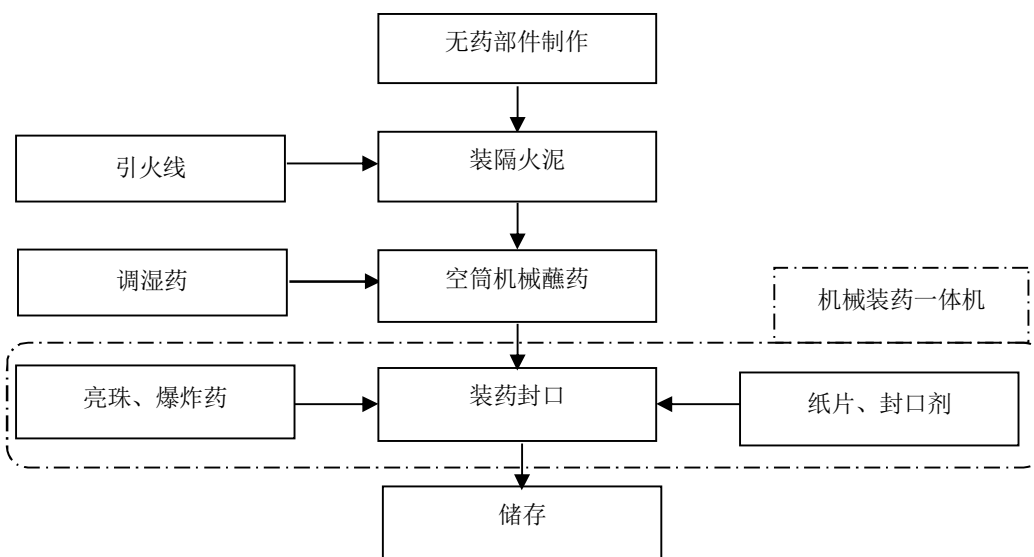 无药部件制作
引火线
装隔火泥
调湿药
空筒机械蘸药
机械装药一体机
亮珠、爆炸药
装药封口
纸片、封口剂
储存